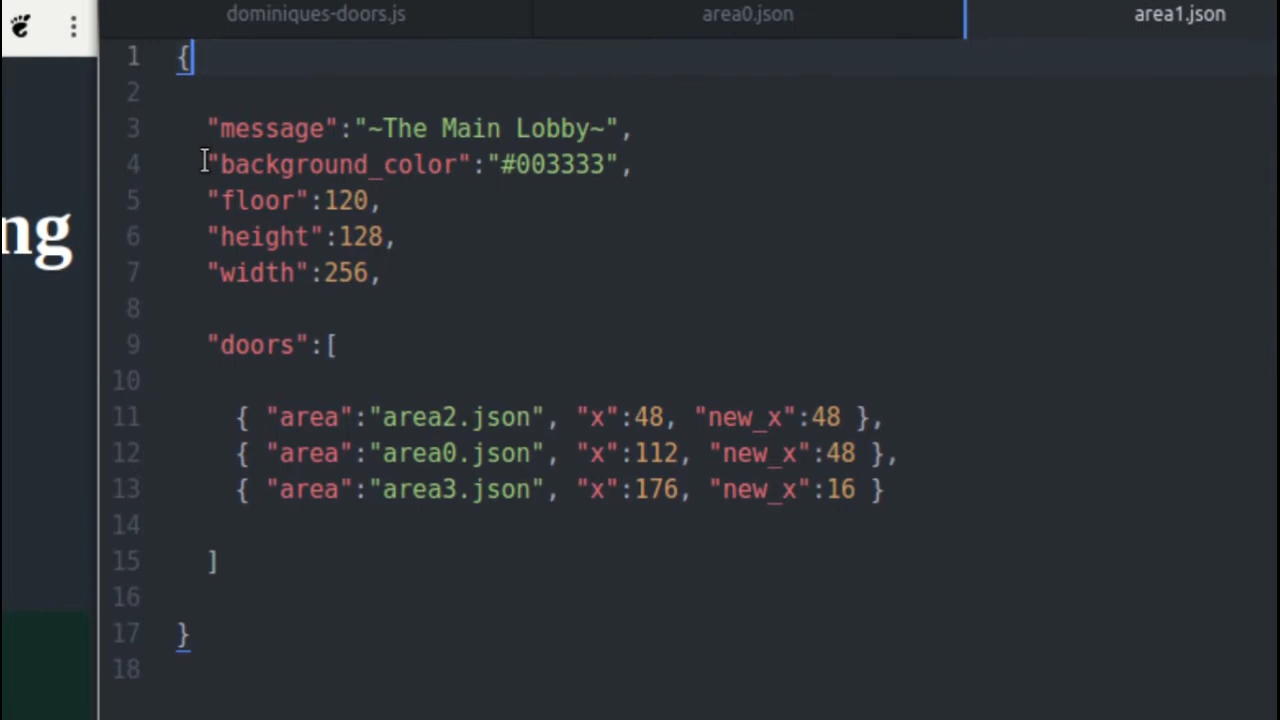 dominiques-doors.js
area0.json
area1.json
ng
1 {
2
3 "message":"~The Main Lobby~",
4 "background_color":"#003333",
5 "floor":120,
6 "height":128,
7 "width":256,
8
9 "doors":[
10
11 { "area":"area2.json", "x":48, "new_x":48 },
12 { "area":"area0.json", "x":112, "new_x":48 },
13 { "area":"area3.json", "x":176, "new_x":16 }
14
15 ]
16
17 }
18